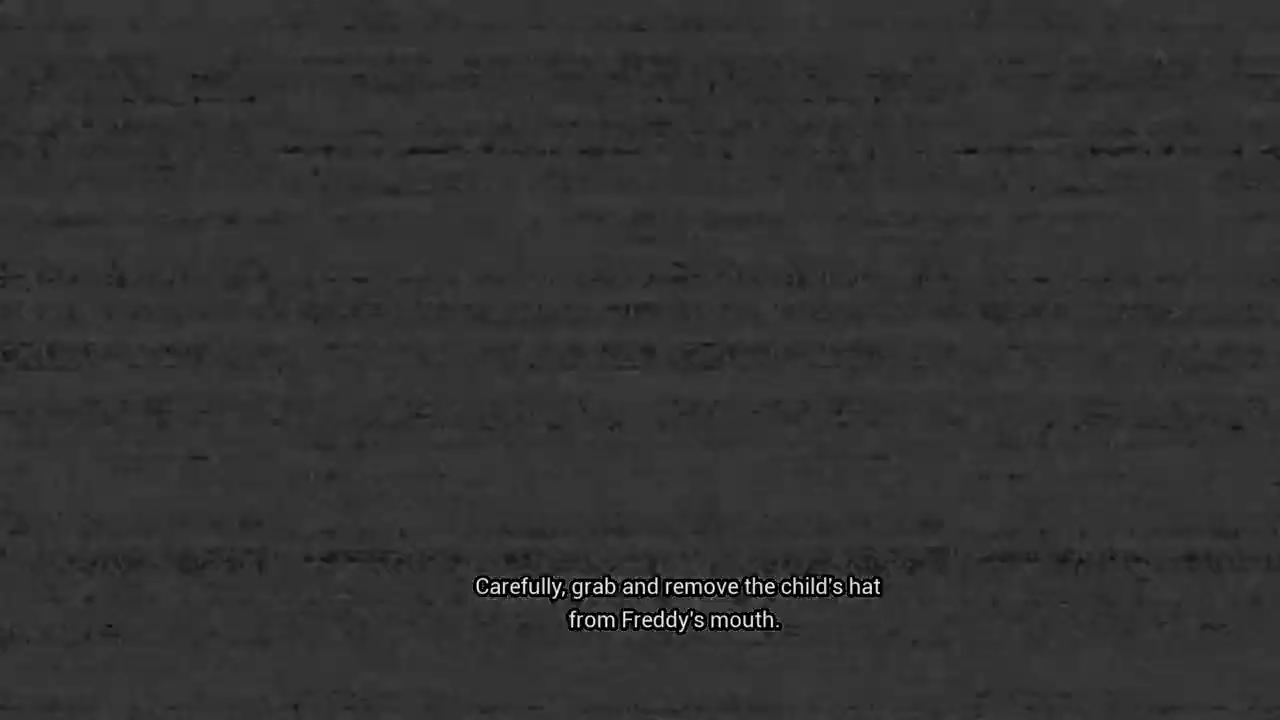 Carefully, grab and remove the child's hat
from Freddy's mouth.